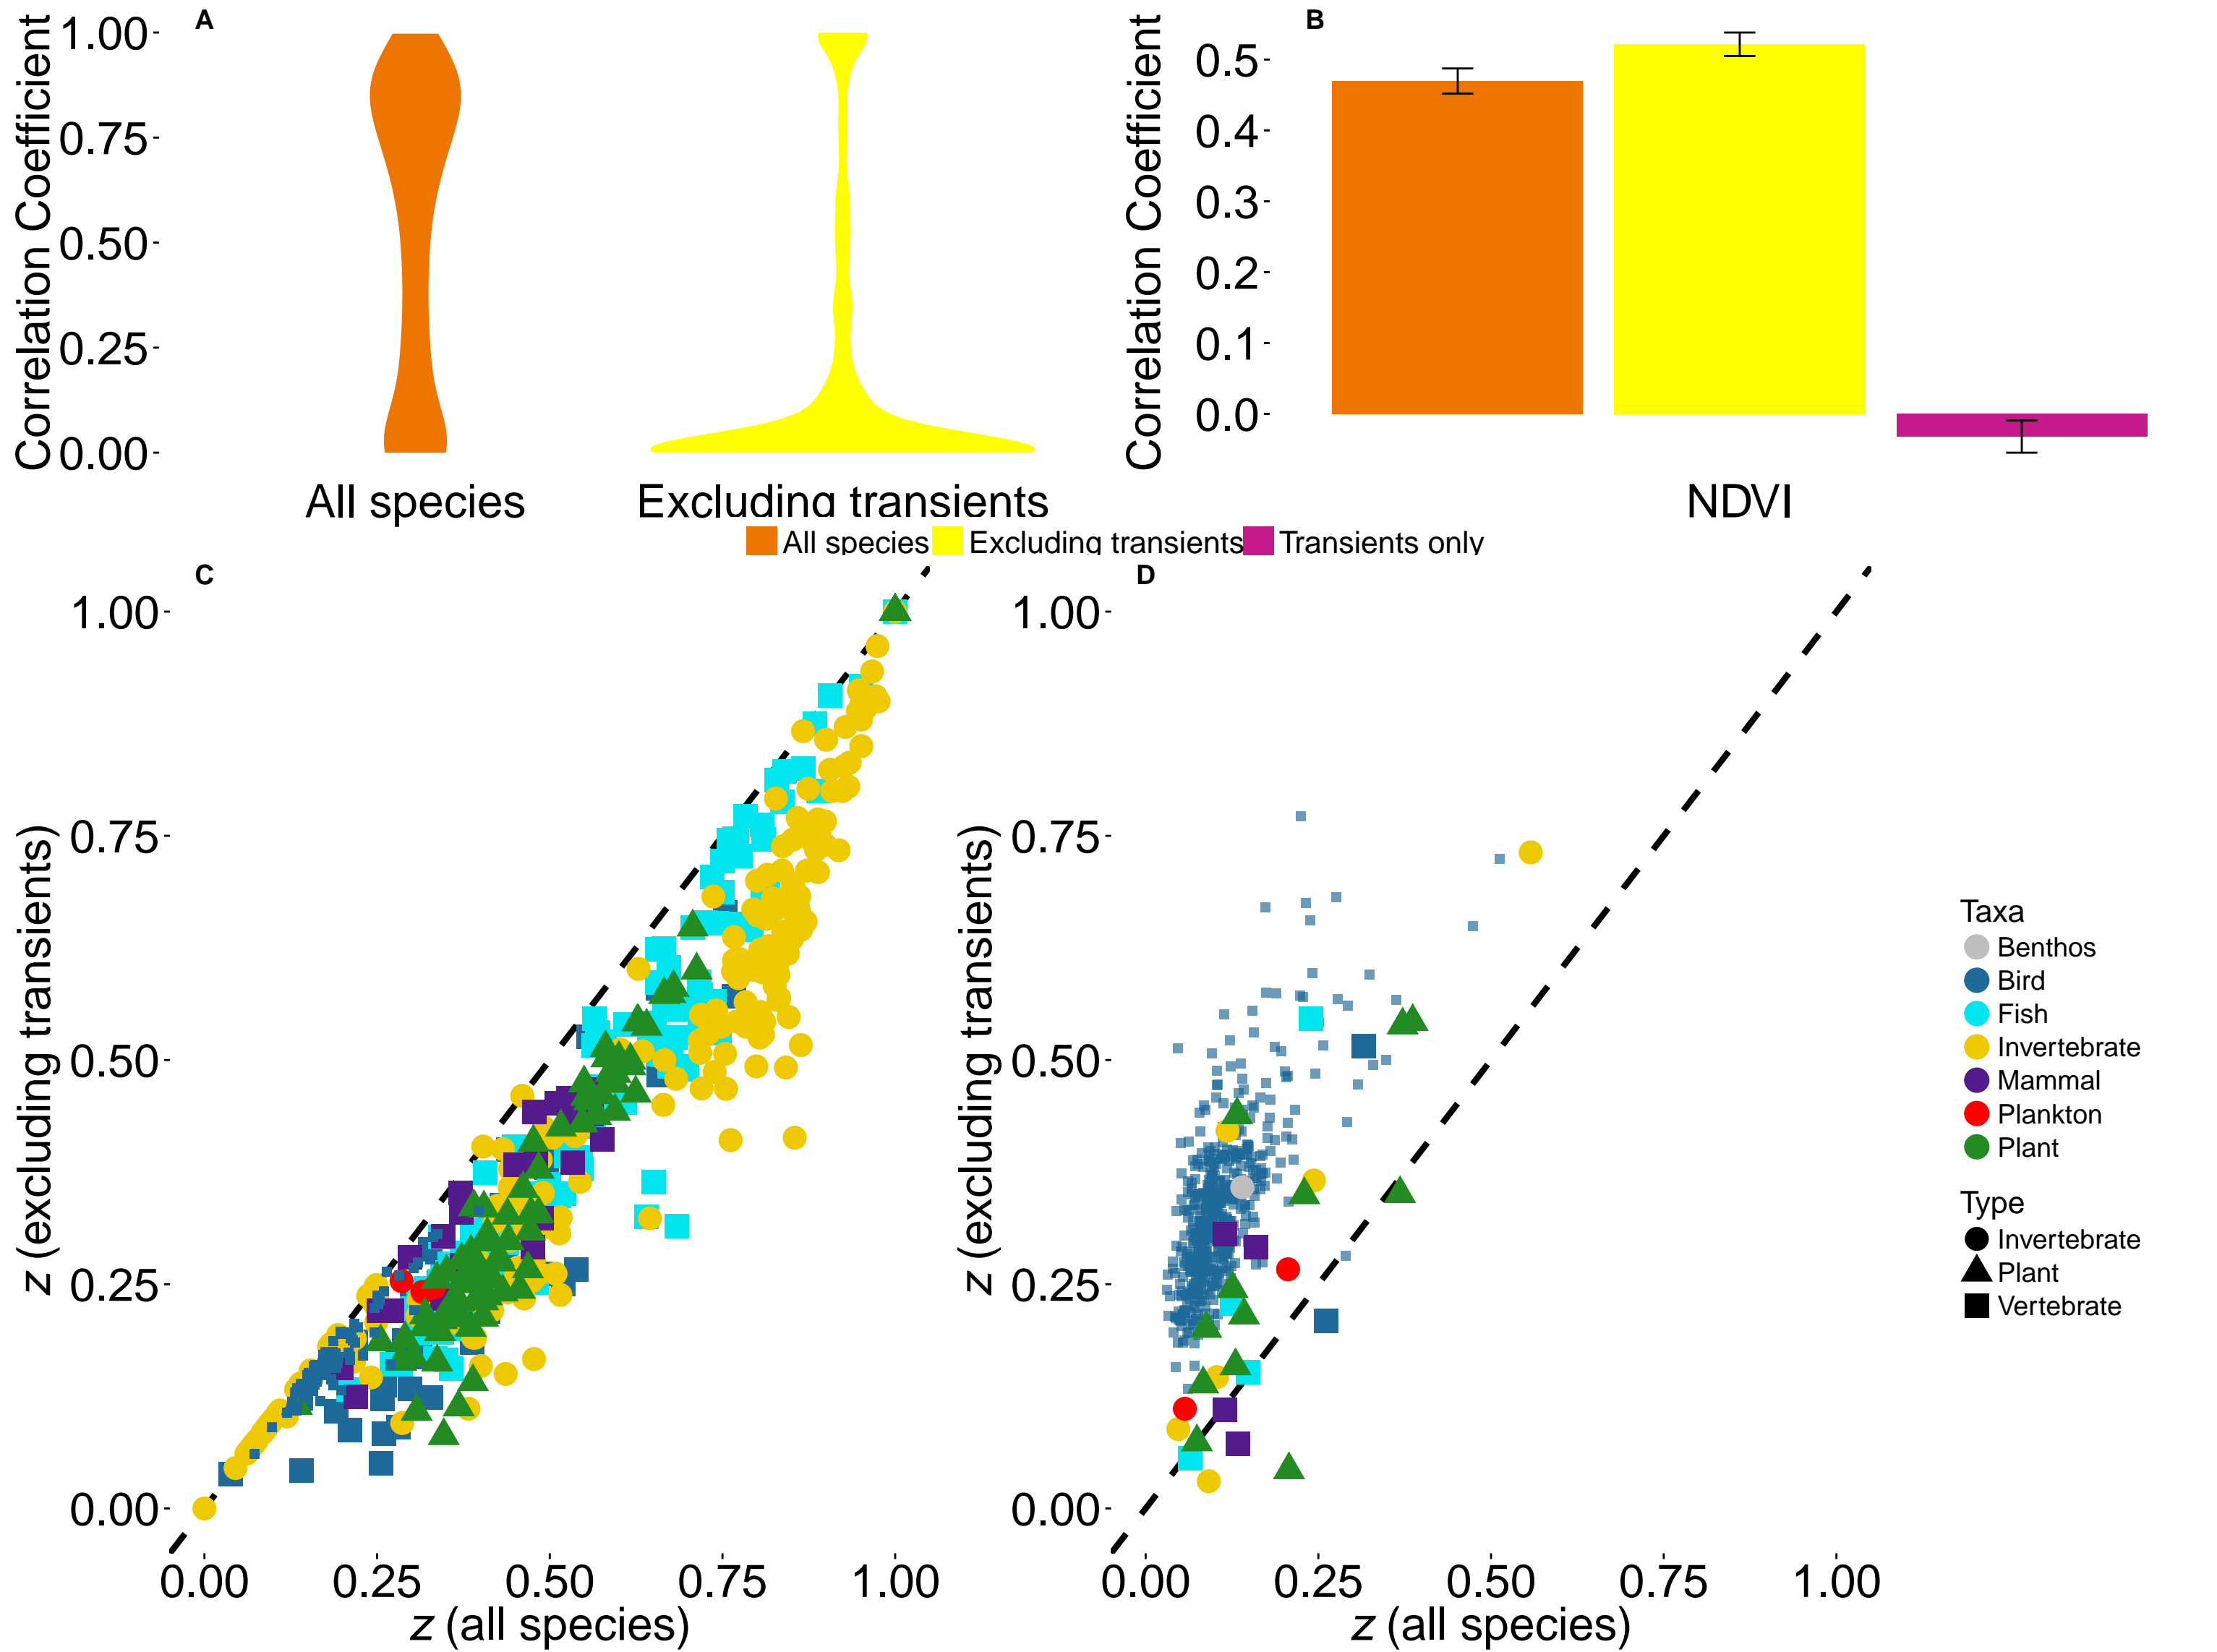 A
Correlation Coefficient
1.00
0.75
0.50
0.25
0.00
All species
Excluding transients
B
Correlation Coefficient
0.5
0.4
0.3
0.2
0.1
0.0
NDVI
All species
Excluding transients
Transients only
C
z (excluding transients)
1.00
0.75
0.50
0.25
0.00
0.00 0.25 0.50 0.75 1.00
z (all species)
D
z (excluding transients)
1.00
0.75
0.50
0.25
0.00
0.00 0.25 0.50 0.75 1.00
z (all species)
Taxa
Benthos
Bird
Fish
Invertebrate
Mammal
Plankton
Plant
Type
Invertebrate
Plant
Vertebrate